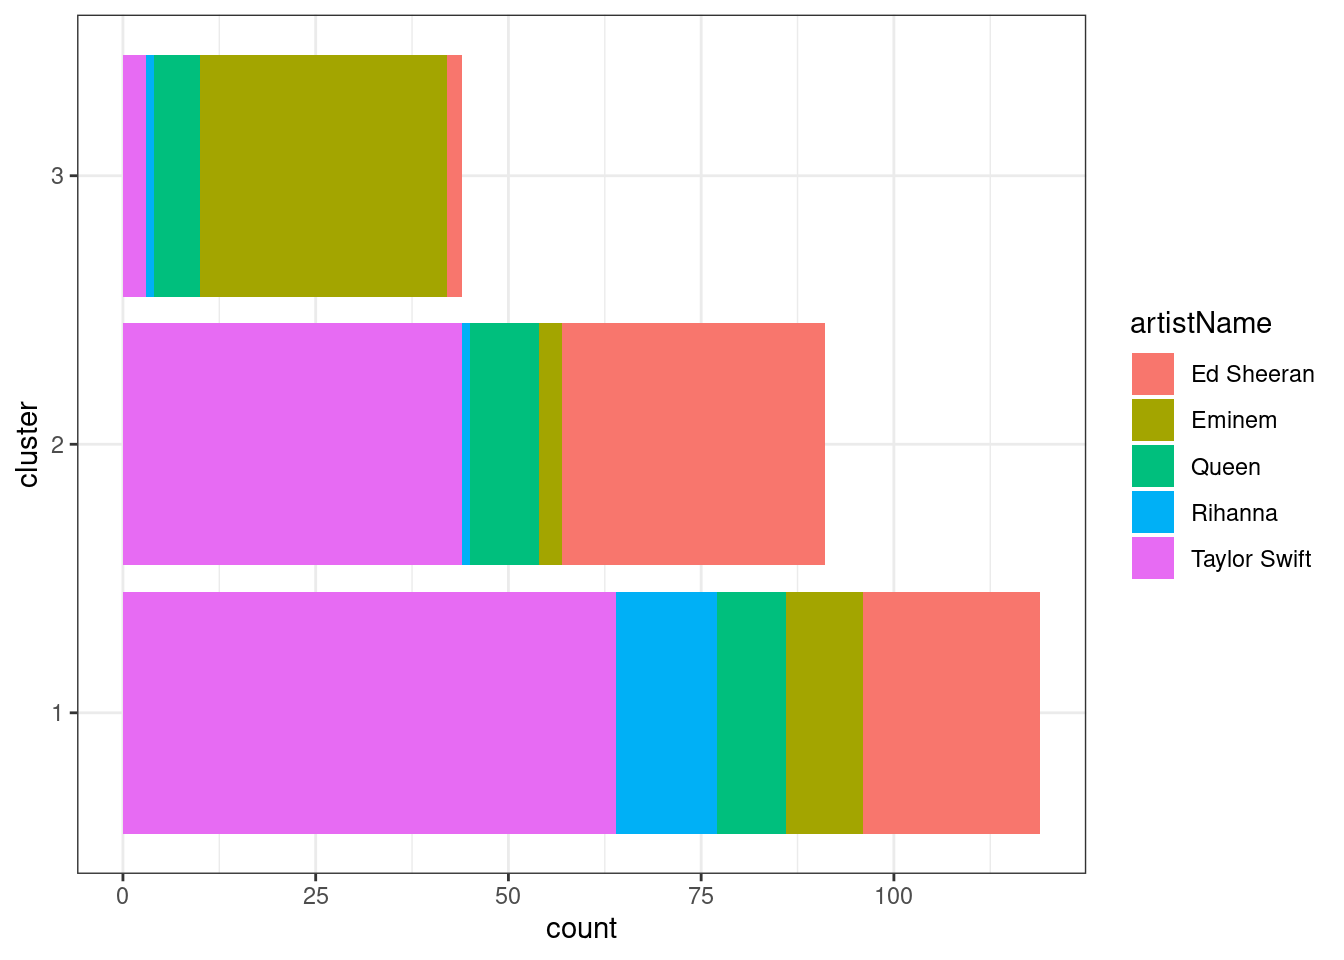 3
2
1
cluster
0 25 50 75 100
count
artistName
Ed Sheeran
Eminem
Queen
Rihanna
Taylor Swift